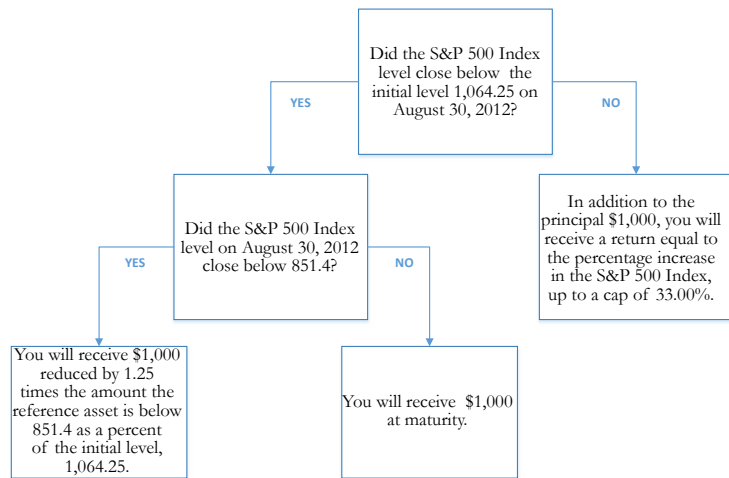 Did the S&P 500 Index
level close below the
initial level 1,064.25 on
August 30, 2012?
YES
NO
Did the S&P 500 Index
level on August 30, 2012
close below 851.4?
In addition to the
principal $1,000, you will
receive a return equal to
the percentage increase
in the S&P 500 Index,
up to a cap of 33.00%.
YES
NO
You will receive $1,000
reduced by 1.25
times the amount the
reference asset is below
851.4 as a percent
of the initial level,
1,064.25.
You will receive $1,000
at maturity.